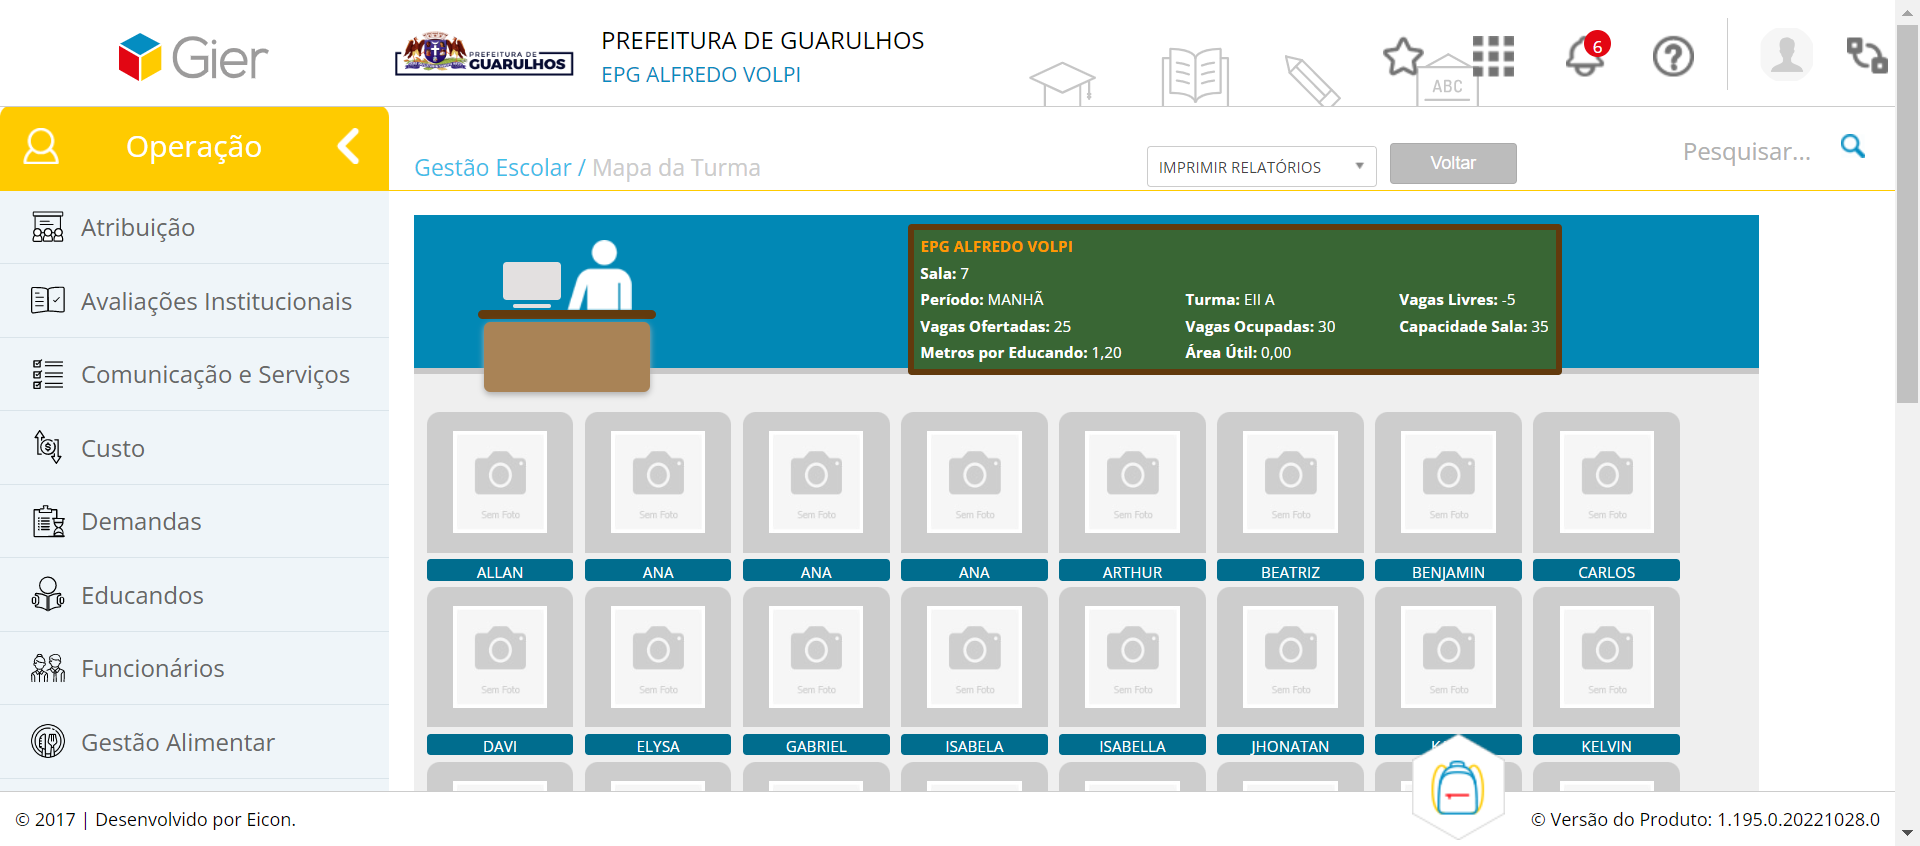 Gier
PREFEITURA DE
GUARULHOS
PREFEITURA DE GUARULHOS
EPG ALFREDO VOLPI
ABC
6
Operação
Gestão Escolar / Mapa da Turma
IMPRIMIR RELATÓRIOS
Voltar
Pesquisar...
Atribuição
Avaliações Institucionais
Comunicação e Serviços
Custo
Demandas
Educandos
Funcionários
Gestão Alimentar
EPG ALFREDO VOLPI
Sala: 7
Período: MANHÃ Turma: EII A Vagas Livres: -5
Vagas Ofertadas: 25 Vagas Ocupadas: 30 Capacidade Sala: 35
Metros por Educando: 1,20 Área Útil: 0,00
Sem Foto Sem Foto Sem Foto Sem Foto Sem Foto Sem Foto Sem Foto Sem Foto
ALLAN ANA ANA ANA ARTHUR BEATRIZ BENJAMIN CARLOS
Sem Foto Sem Foto Sem Foto Sem Foto Sem Foto Sem Foto Sem Foto Sem Foto
DAVI ELYSA GABRIEL ISABELA ISABELLA JHONATAN KELVIN
© 2017 | Desenvolvido por Eicon.
© Versão do Produto: 1.195.0.20221028.0